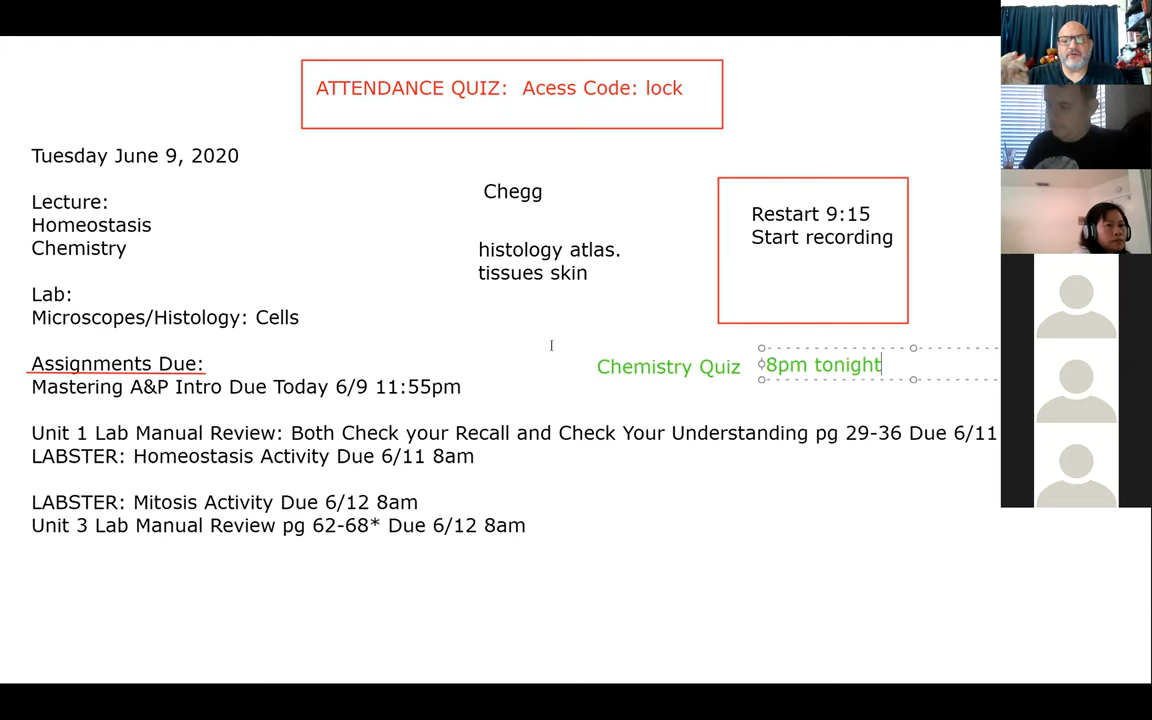 ATTENDANCE QUIZ:  Acess Code: lock
Tuesday June 9, 2020
Chegg
Lecture:
Homeostasis
Chemistry
Restart 9:15
Start recording
histology atlas.
tissues skin
Lab:
Microscopes/Histology: Cells
Assignments Due:
Mastering A&P Intro Due Today 6/9 11:55pm
Chemistry Quiz
8pm tonight
Unit 1 Lab Manual Review: Both Check your Recall and Check Your Understanding pg 29-36 Due 6/11
LABSTER: Homeostasis Activity Due 6/11 8am
LABSTER: Mitosis Activity Due 6/12 8am
Unit 3 Lab Manual Review pg 62-68* Due 6/12 8am